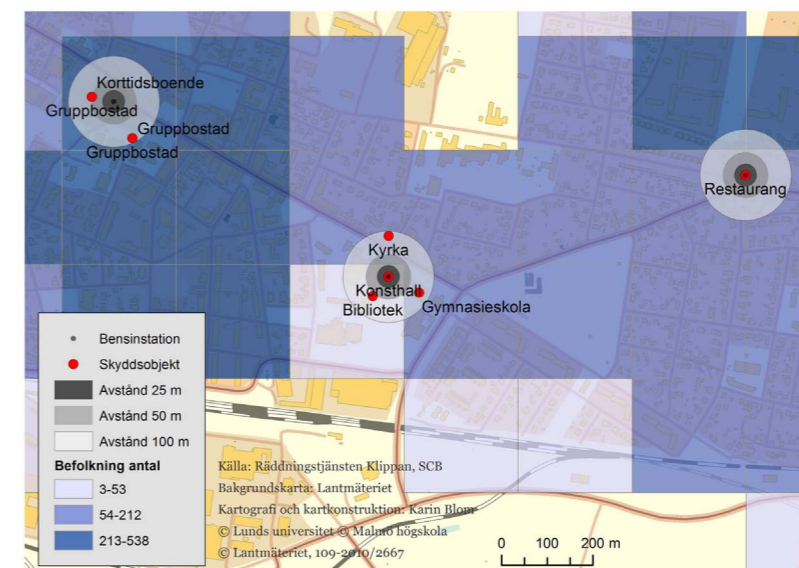 Korttidsboende
Gruppbostad
Gruppbostad
Gruppbostad
Restaurang
Kyrka
Konsthall
Gymnasieskola
Bibliotek
Bensinstation
Skyddsobjekt
Avstånd 25 m
Avstånd 50 m
Avstånd 100 m
Befolkning antal
3-53
54-212
213-538
Källa: Räddningstjänsten Klippan, SCB
Bakgrundskarta: Lantmäteriet
Kartografi och kartkonstruktion: Karin Blom
© Lunds universitet © Malmö högskola
© Lantmäteriet, 109-2010/2667
0 100 200 m